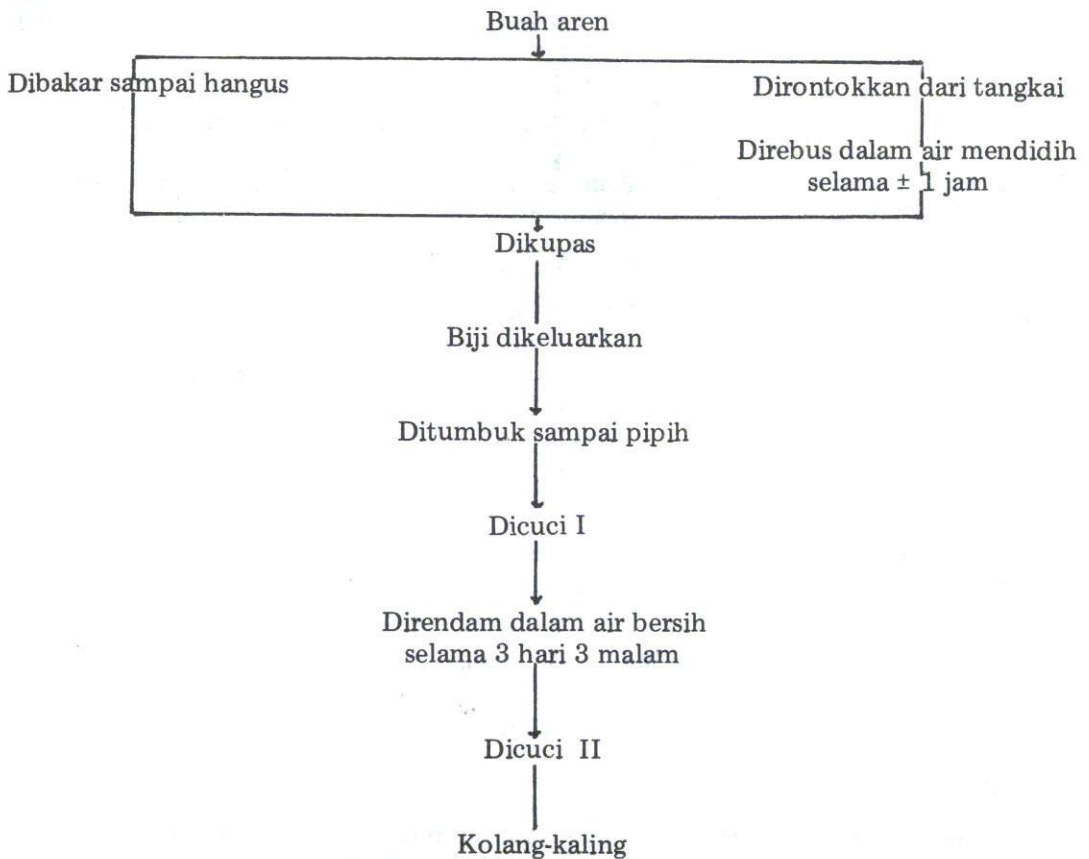 Buah aren
Dibakar sampai hangus
Dirontokkan dari tangkai
Direbus dalam air mendidih
selama ± 1 jam
Dikupas
Biji dikeluarkan
Ditumbuk sampai pipih
Dicuci I
Direndam dalam air bersih
selama 3 hari 3 malam
Dicuci II
Kolang-kaling